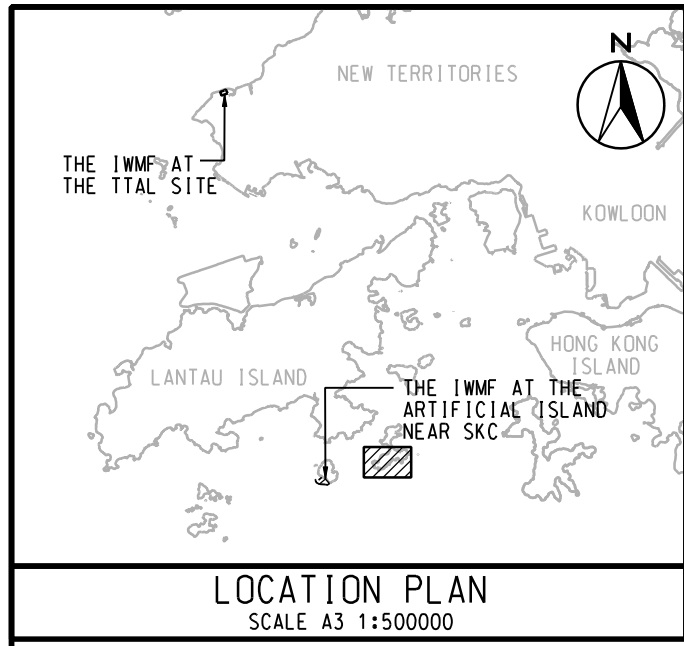 N
NEW TERRITORIES
THE IWMF AT
THE TTAL SITE
KOWLOON
HONG KONG
ISLAND
LANTAU ISLAND
THE IWMF AT THE
ARTIFICIAL ISLAND
NEAR SKC
LOCATION PLAN
SCALE A3 1:500000